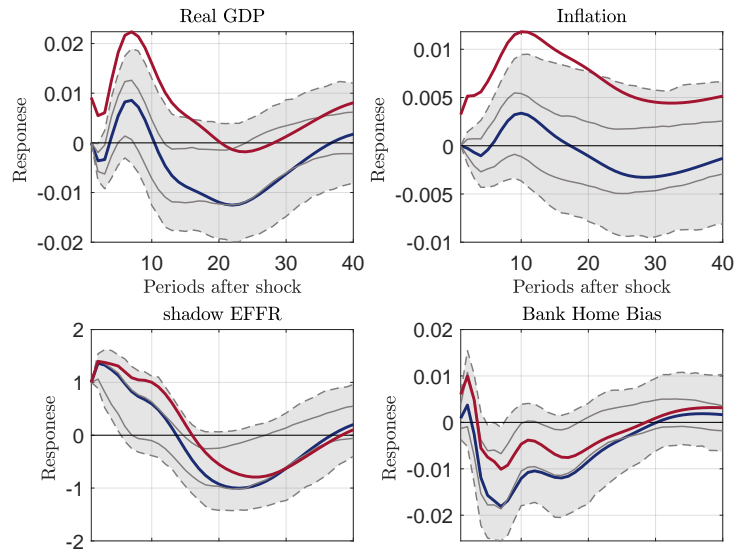 Real GDP
Inflation
Responese
0.02
0.01
0
-0.01
-0.02
10
20
30
40
Periods after shock
Responese
0.01
0.005
0
-0.005
-0.01
10
20
30
40
Periods after shock
shadow EFFR
Bank Home Bias
Responese
2
1
0
-1
-2
Responese
0.02
0.01
0
-0.01
-0.02